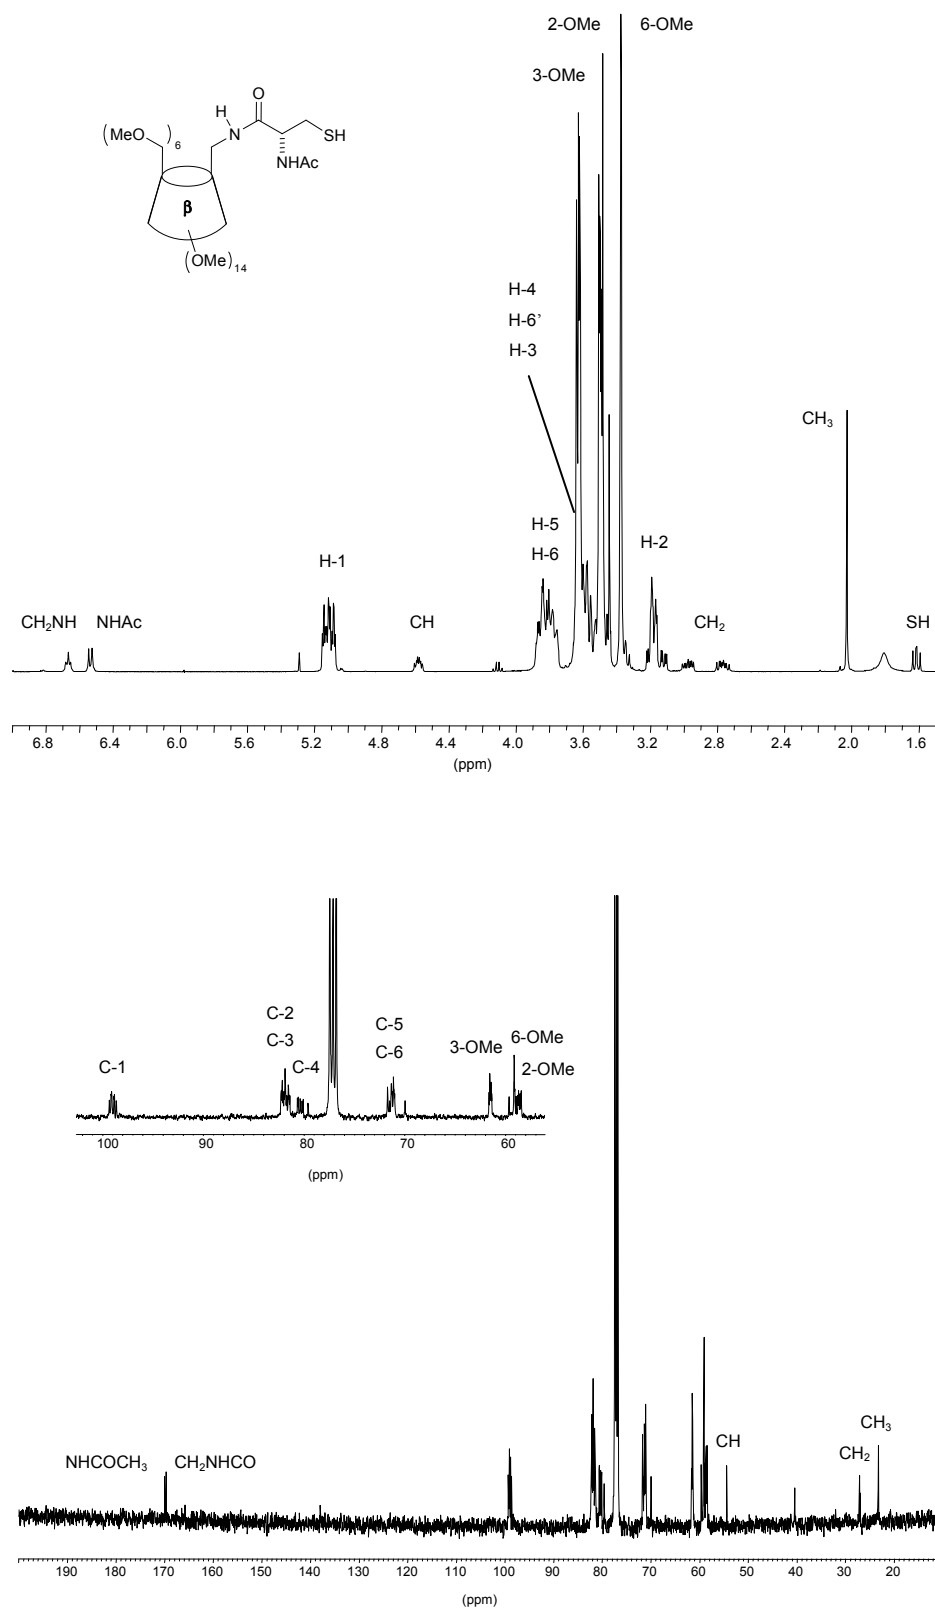 2-OMe 6-OMe
3-OMe
O
H
N
SH
(MeO)6
NHAc
β
(OMe)14
H-4
H-6'
H-3
CH3
H-5
H-6
H-2
H-1
CH2NH NHAc CH CH2 SH
6.8 6.4 6.0 5.6 5.2 4.8 4.4 4.0 3.6 3.2 2.8 2.4 2.0 1.6
(ppm)
C-2
C-3
C-5
C-6
6-OMe
3-OMe
C-1 C-4 2-OMe
100 90 80 70 60
(ppm)
CH3
CH
CH2
NHCOCH3 CH2NHCO
190 180 170 160 150 140 130 120 110 100 90 80 70 60 50 40 30 20
(ppm)